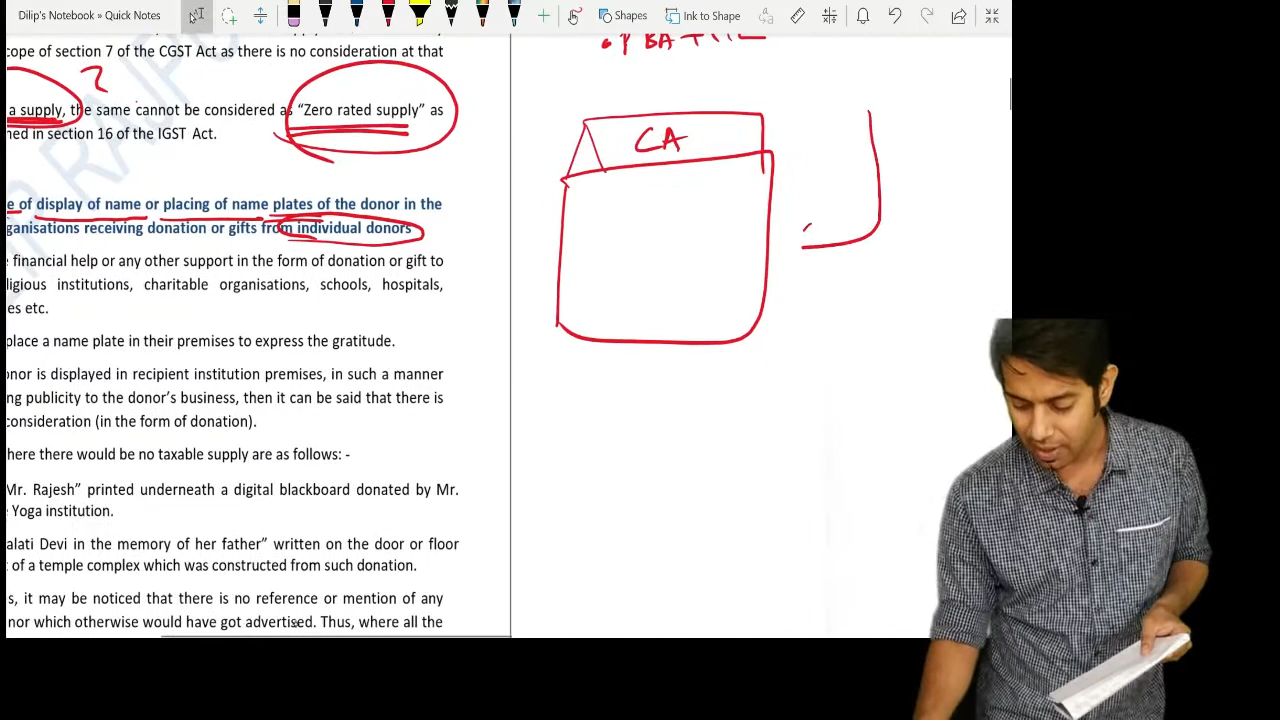 Dilip's Notebook » Quick Notes
Shapes
Ink to Shape
cope of section 7 of the CGST Act as there is no consideration at that
?
a supply, the same cannot be considered as “Zero rated supply” as
ned in section 16 of the IGST Act.
e of display of name or placing of name plates of the donor in the
ganisations receiving donation or gifts from individual donors
financial help or any other support in the form of donation or gift to
ligious institutions, charitable organisations, schools, hospitals,
es etc.
place a name plate in their premises to express the gratitude.
onor is displayed in recipient institution premises, in such a manner
ng publicity to the donor’s business, then it can be said that there is
consideration (in the form of donation).
here there would be no taxable supply are as follows: -
Mr. Rajesh” printed underneath a digital blackboard donated by Mr.
Yoga institution.
alati Devi in the memory of her father” written on the door or floor
of a temple complex which was constructed from such donation.
s, it may be noticed that there is no reference or mention of any
nor which otherwise would have got advertised. Thus, where all the
CA